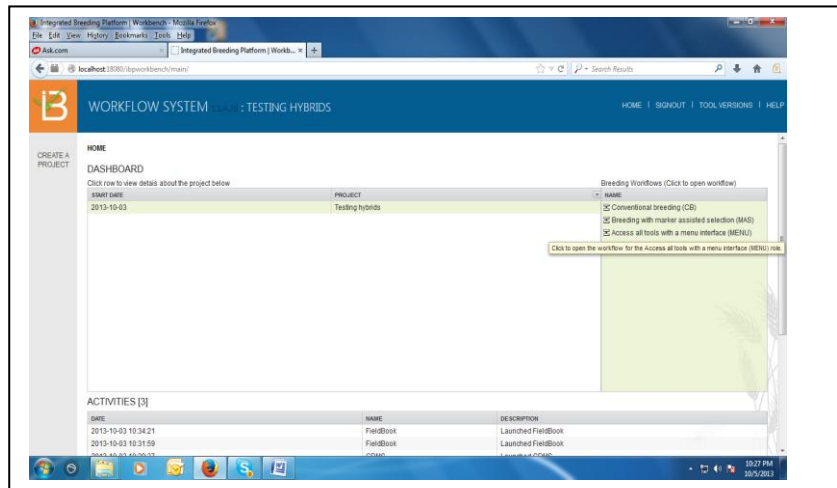 Integrated Breeding Platform | Workbench - Mozilla Firefox
File Edit View History Bookmarks Tools Help
Ask.com
Integrated Breeding Platform | Workb...
localhost:18080/ibpworkbench/main/
Search Results
WORKFLOW SYSTEM : TESTING HYBRIDS
HOME | SIGNOUT | TOOL VERSIONS | HELP
CREATE A PROJECT
HOME
DASHBOARD
Click row to view details about the project below
Breeding Workflows (Click to open workflow)
START DATE PROJECT NAME
2013-10-03 Testing hybrids
Conventional breeding (CB)
Breeding with marker assisted selection (MAS)
Access all tools with a menu interface (MENU)
Click to open the workflow for the Access all tools with a menu interface (MENU) role
ACTIVITIES [3]
DATE NAME DESCRIPTION
2013-10-03 10:34:21 FieldBook Launched FieldBook
2013-10-03 10:31:59 FieldBook Launched FieldBook
10:27 PM
10/5/2013